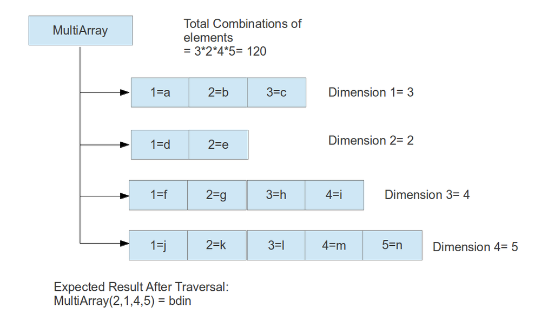 MultiArray
Total Combinations of
elements
= 3*2*4*5= 120
1=a 2=b 3=c Dimension 1= 3
1=d 2=e Dimension 2= 2
1=f 2=g 3=h 4=i Dimension 3= 4
1=j 2=k 3=l 4=m 5=n Dimension 4= 5
Expected Result After Traversal:
MultiArray(2,1,4,5) = bdin